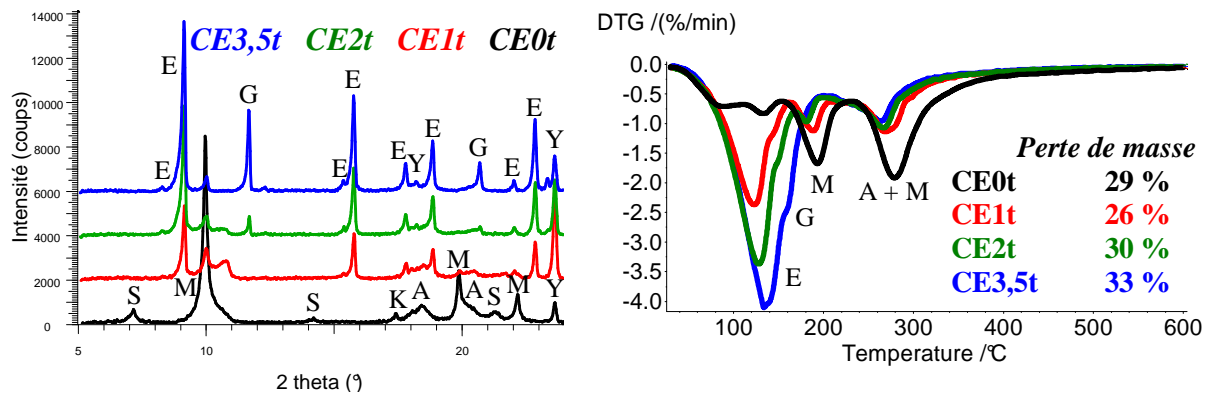 14000
12000
10000
8000
6000
4000
2000
0
Intensité (coups)
CE3,5t CE2t CE1t CE0t
E
E
G
E
E
E
Y
E
G
E
E
Y
S
M
S
K
A
M
A
S
M
Y
5 10 20
2 theta (°)
DTG /(%/min)
0.0
-0.5
-1.0
-1.5
-2.0
-2.5
-3.0
-3.5
-4.0
M
A + M
G
E
Perte de masse
CE0t 29 %
CE1t 26 %
CE2t 30 %
CE3,5t 33 %
100 200 300 400 500 600
Temperature /°C